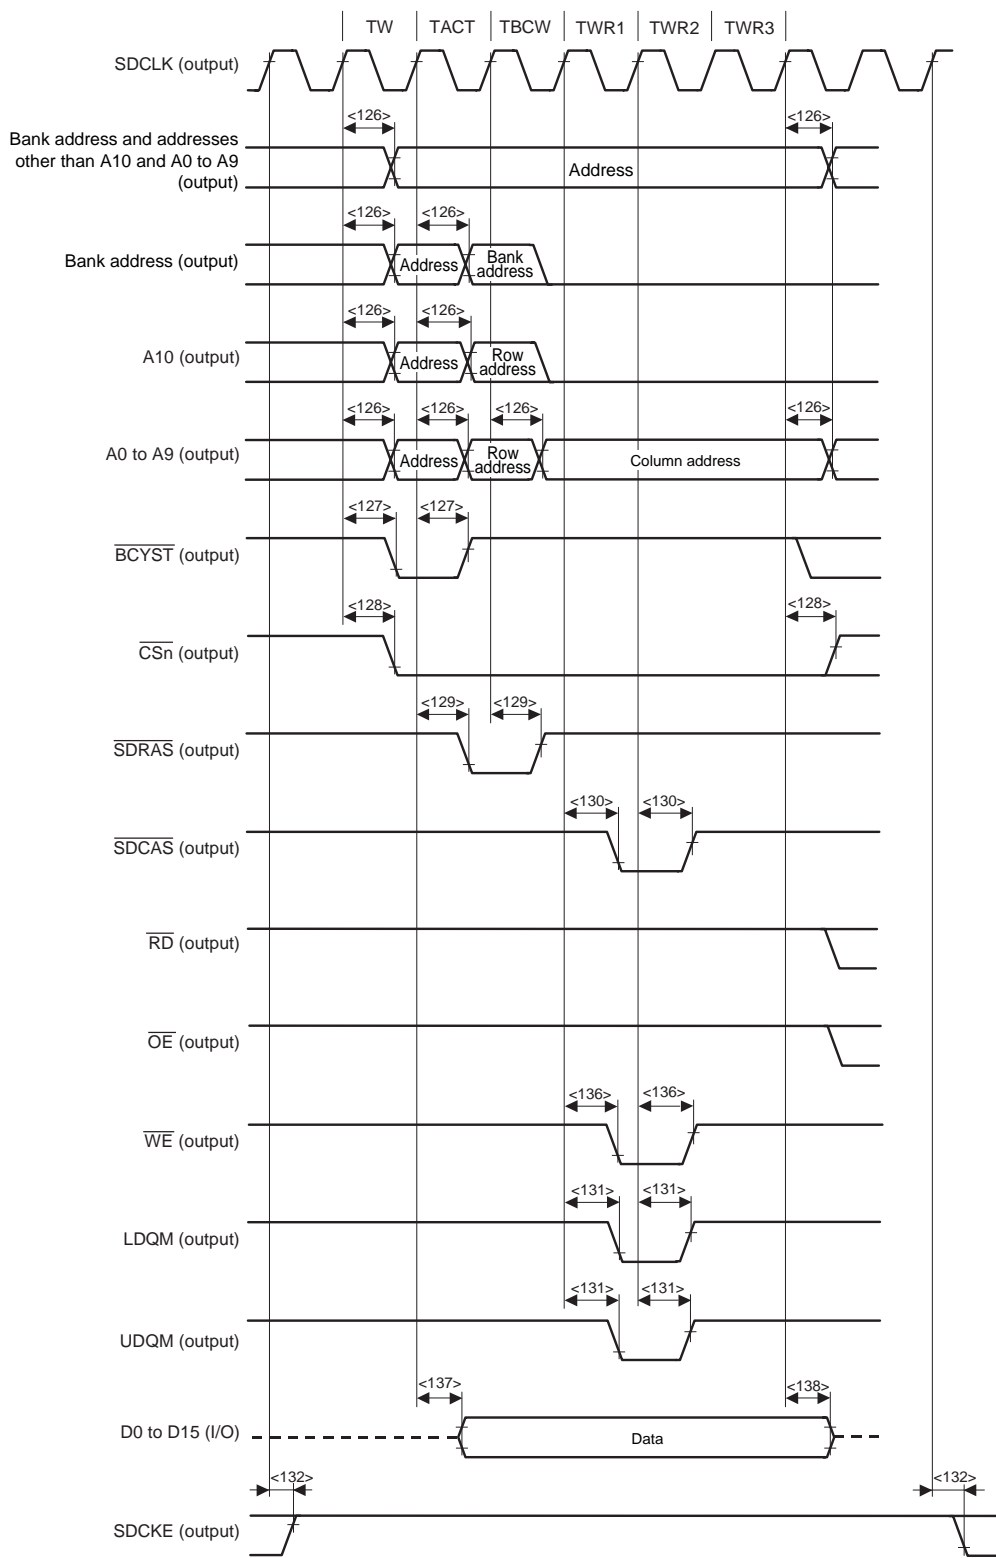 TW TACT TBCW TWR1 TWR2 TWR3
SDCLK (output)
<126> <126>
Bank address and addresses
other than A10 and A0 to A9
(output)
Address
<126> <126>
Bank address (output)
Address
Bank
address
<126> <126>
A10 (output)
Address
Row
address
<126> <126> <126> <126>
A0 to A9 (output)
Address
Row
address
Column address
<127> <127>
BCYST (output)
<128> <128>
CSn (output)
<129> <129>
SDRAS (output)
<130> <130>
SDCAS (output)
RD (output)
OE (output)
<136> <136>
WE (output)
<131> <131>
LDQM (output)
<131> <131>
UDQM (output)
<137> <138>
D0 to D15 (I/O)
Data
<132> <132>
SDCKE (output)